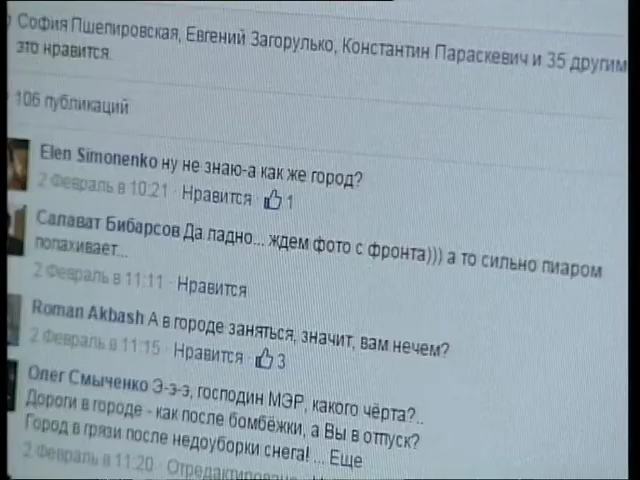 София Пшепировская, Евгений Загорулько, Константин Параскевич и 35 другим
это нравится.
106 публикаций
Elen Simonenko ну не знаю-а как же город?
2 Февраль в 10:21 · Нравится · 1
Салават Бибарсов Да ладно... ждем фото с фронта))) а то сильно пиаром
попахивает...
2 Февраль в 11:11 · Нравится
Roman Akbash А в городе заняться, значит, вам нечем?
2 Февраль в 11:15 · Нравится · 3
Олег Смыченко Э-э-э, господин МЭР, какого чёрта?..
Дороги в городе - как после бомбёжки, а Вы в отпуск?
Город в грязи после недоуборки снега! ... Еще
2 Февраль в 11:20 · Отредактировано ·